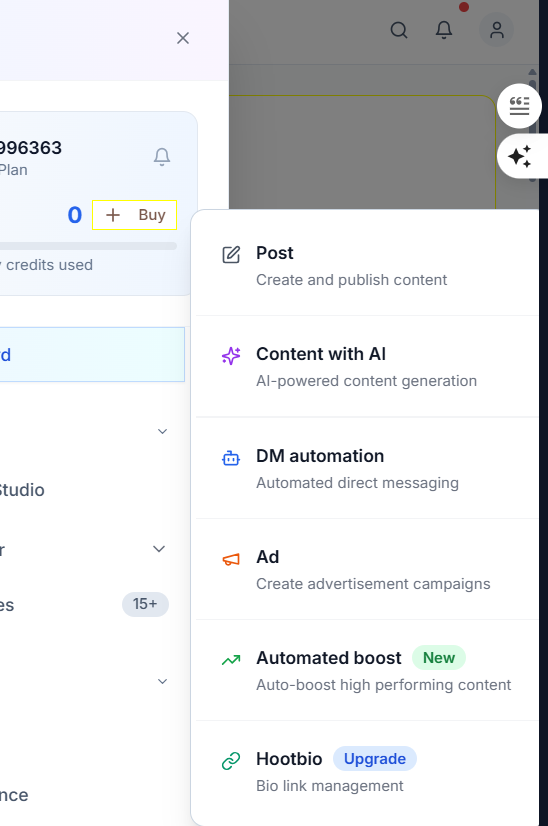 996363
Plan
0
Buy
credits used
Studio
15+
Post
Create and publish content
Content with AI
AI-powered content generation
DM automation
Automated direct messaging
Ad
Create advertisement campaigns
Automated boost New
Auto-boost high performing content
Hootbio Upgrade
Bio link management